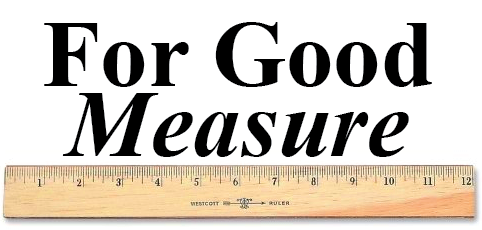 For Good
Measure
1 2 3 4 5 6 7 8 9 10 11 12
WESTCOTT RULER